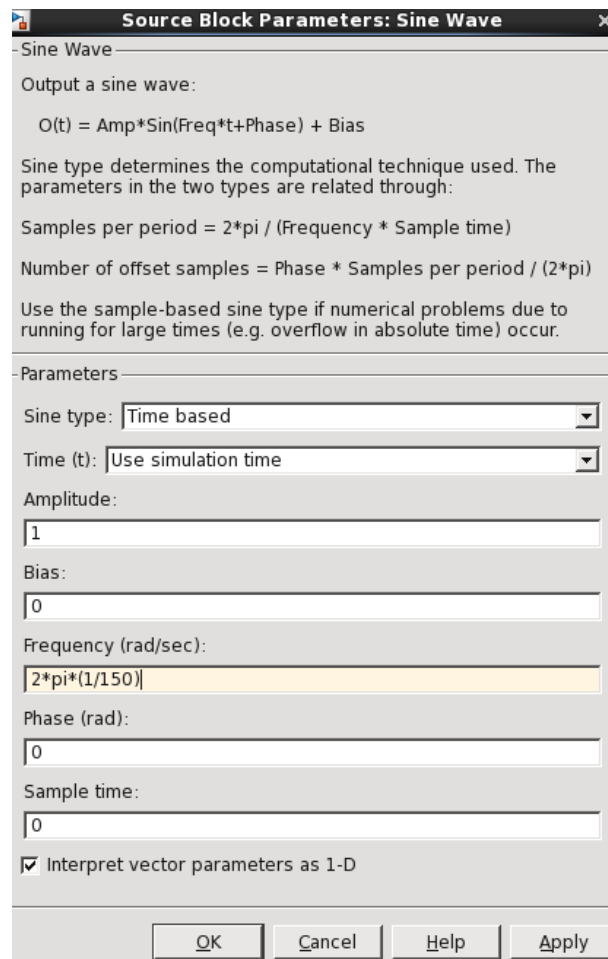 Source Block Parameters: Sine Wave
Sine Wave
Output a sine wave:
O(t) = Amp*Sin(Freq*t+Phase) + Bias
Sine type determines the computational technique used. The
parameters in the two types are related through:
Samples per period = 2*pi / (Frequency * Sample time)
Number of offset samples = Phase * Samples per period / (2*pi)
Use the sample-based sine type if numerical problems due to
running for large times (e.g. overflow in absolute time) occur.
Parameters
Sine type: Time based
Time (t): Use simulation time
Amplitude:
1
Bias:
0
Frequency (rad/sec):
2*pi*(1/150)
Phase (rad):
0
Sample time:
0
Interpret vector parameters as 1-D
OK Cancel Help Apply